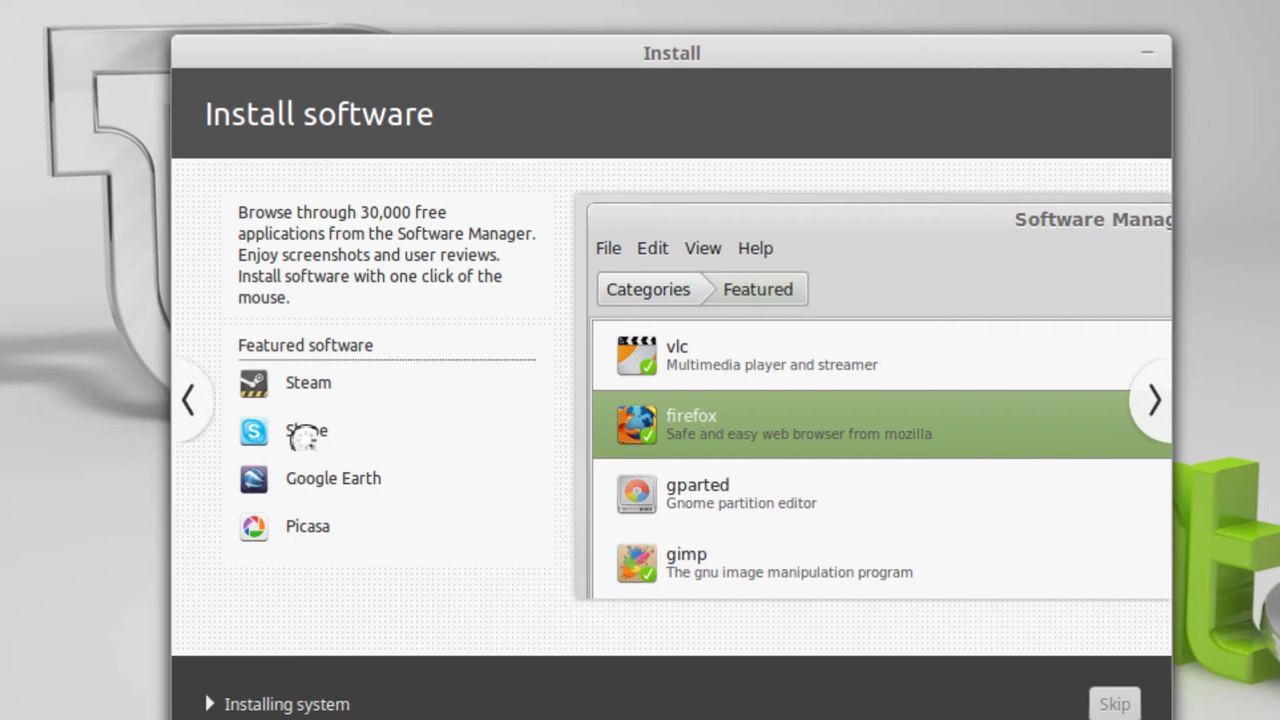 Install
Install software
Browse through 30,000 free
applications from the Software Manager.
Enjoy screenshots and user reviews.
Install software with one click of the
mouse.
Featured software
Steam
Google Earth
Picasa
Software Manag
File Edit View Help
Categories Featured
vlc
Multimedia player and streamer
firefox
Safe and easy web browser from mozilla
gparted
Gnome partition editor
gimp
The gnu image manipulation program
Installing system
Skip